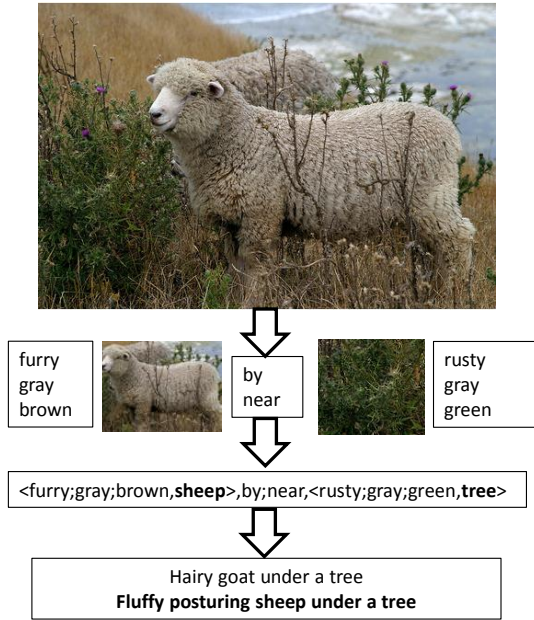 furry
gray
brown
by
near
rusty
gray
green
<furry;gray;brown,sheep>,by;near,<rusty;gray;green,tree>
Hairy goat under a tree
Fluffy posturing sheep under a tree